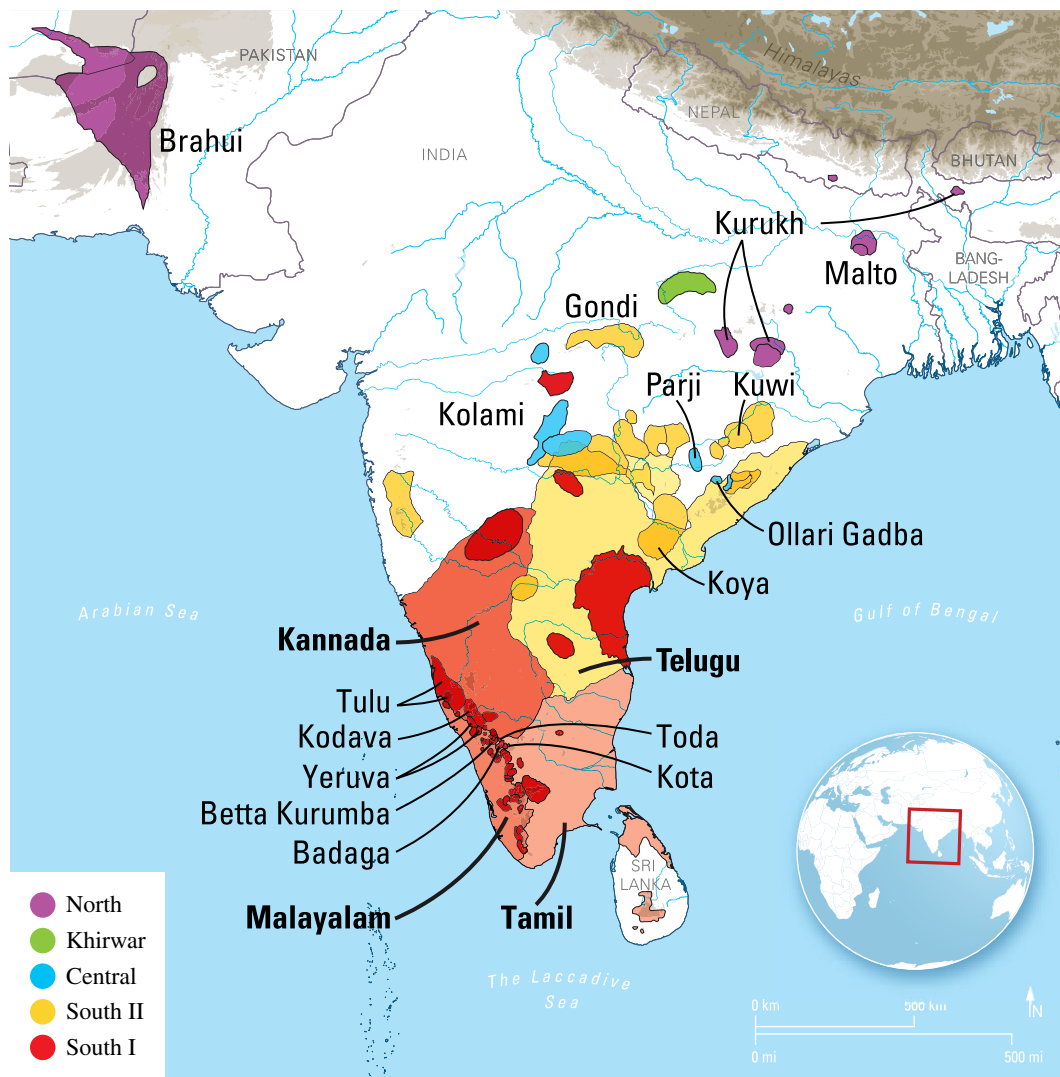 PAKISTAN
Himalayas
NEPAL
Brahui
INDIA
BHUTAN
Kurukh
Malto
BANG-
LADESH
Gondi
Parji
Kuwi
Kolami
Ollari Gadba
Koya
Arabian Sea
Gulf of Bengal
Kannada
Telugu
Tulu
Kodava
Toda
Yeruva
Kota
Betta Kurumba
Badaga
SRI
LANKA
Malayalam
Tamil
North
Khirwar
Central
South II
South I
The Laccadive
Sea
0 km
500 km
N
0 mi
500 mi